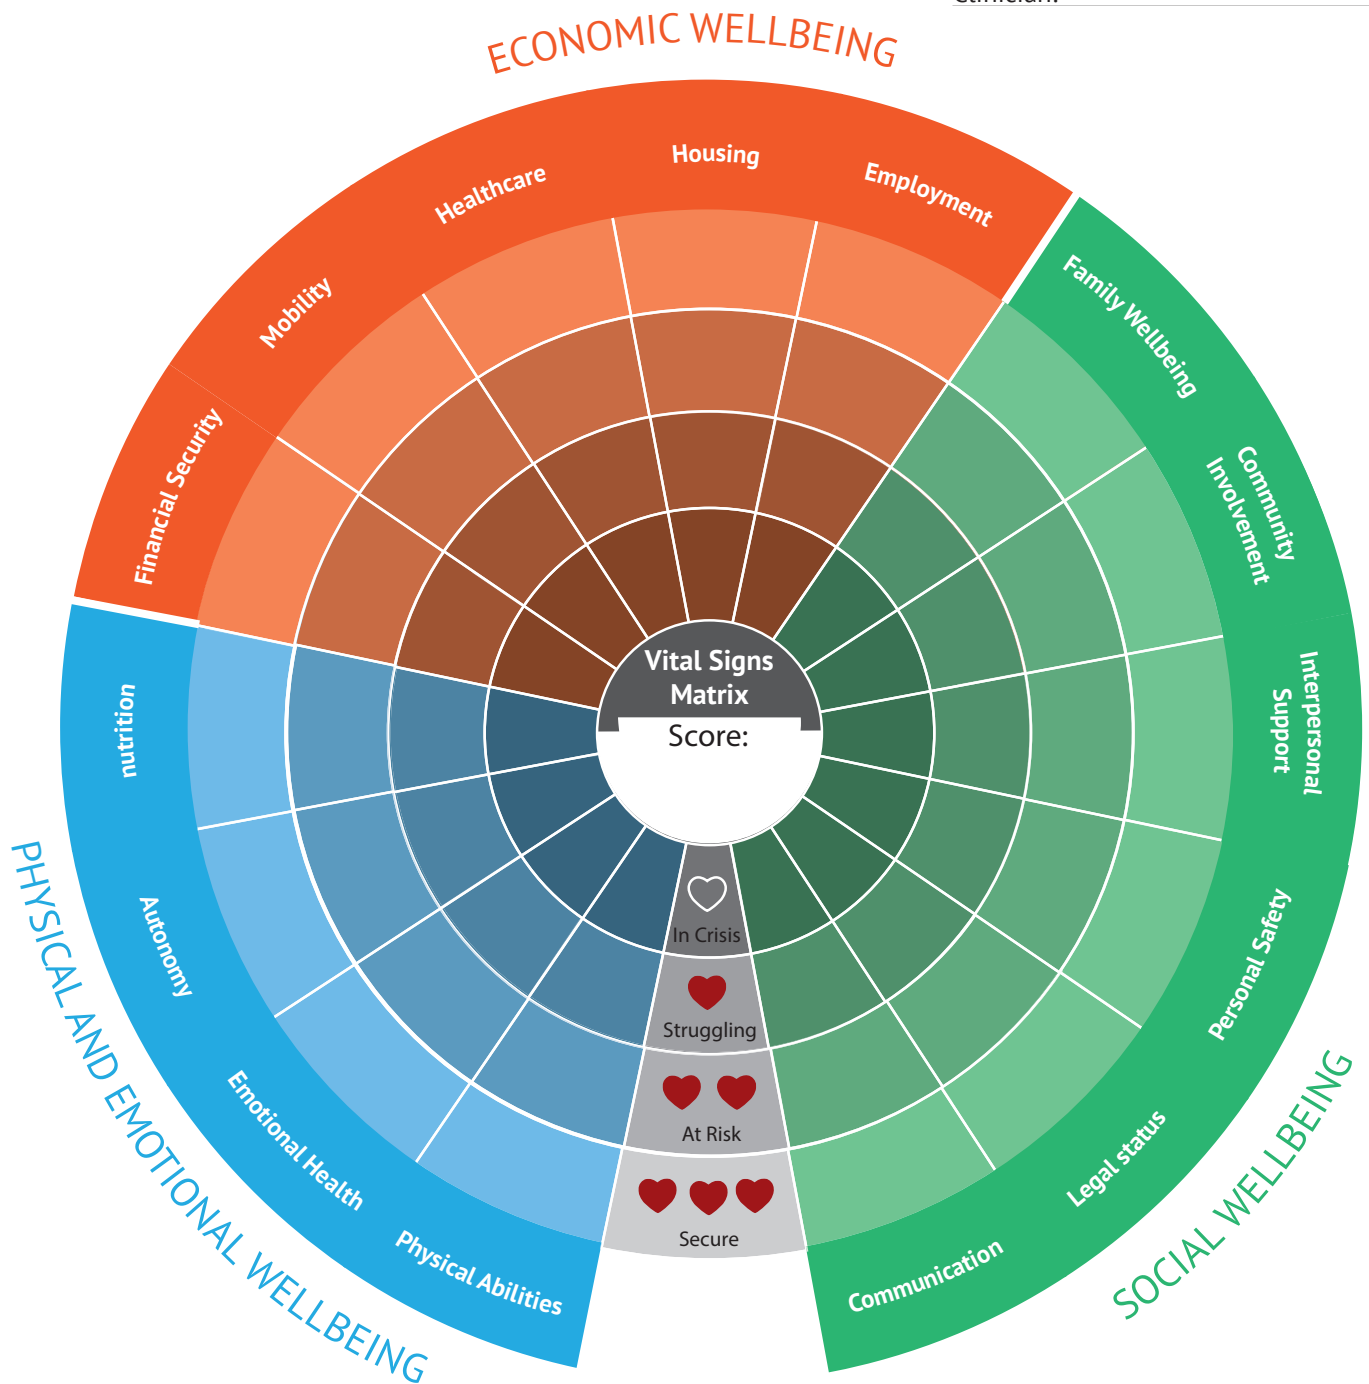 Clinician:
ECONOMIC WELLBEING
Housing
Employment
Healthcare
Mobility
Financial Security
Family Wellbeing
Community
Involvement
Interpersonal
Support
Personal Safety
Legal status
Communication
SOCIAL WELLBEING
nutrition
Autonomy
Emotional Health
Physical Abilities
PHYSICAL AND EMOTIONAL WELLBEING
Vital Signs
Matrix
Score:
In Crisis
Struggling
At Risk
Secure